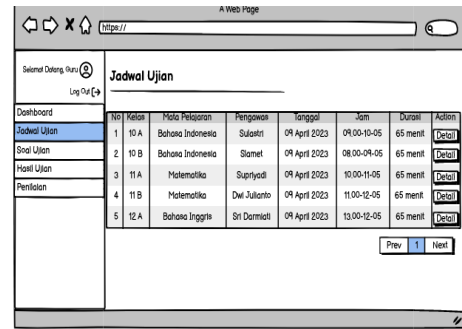 A Web Page
https://
Selamat Datang, Guru
Log Out
Jadwal Ujian
Dashboard
Jadwal Ujian
Soal Ujian
Hasil Ujian
Penilaian
No Kelas Mata Pelajaran Pengawas Tanggal Jam Durasi Action
1 10 A Bahasa Indonesia Sulastri 09 April 2023 09.00-10-05 65 menit Detail
2 10 B Bahasa Indonesia Slamet 09 April 2023 08.00-09-05 65 menit Detail
3 11 A Matematika Supriyadi 09 April 2023 10.00-11-05 65 menit Detail
4 11 B Matematika Dwi Julianto 09 April 2023 11.00-12-05 65 menit Detail
5 12 A Bahasa Inggris Sri Darmiati 09 April 2023 13.00-12-05 65 menit Detail
Prev 1 Next